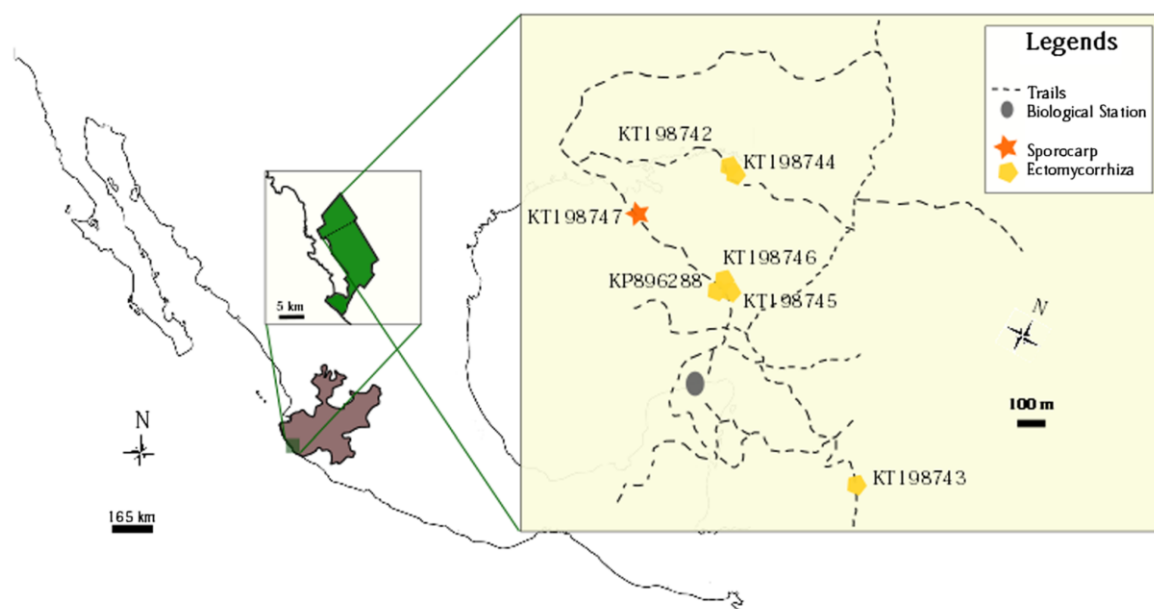 Legends
Trails
Biological Station
Sporocarp
Ectomycorrhiza
KT198742
KT198744
KT198747
KT198746
KP896288
KT198745
5 km
N
100 m
N
165 km
KT198743